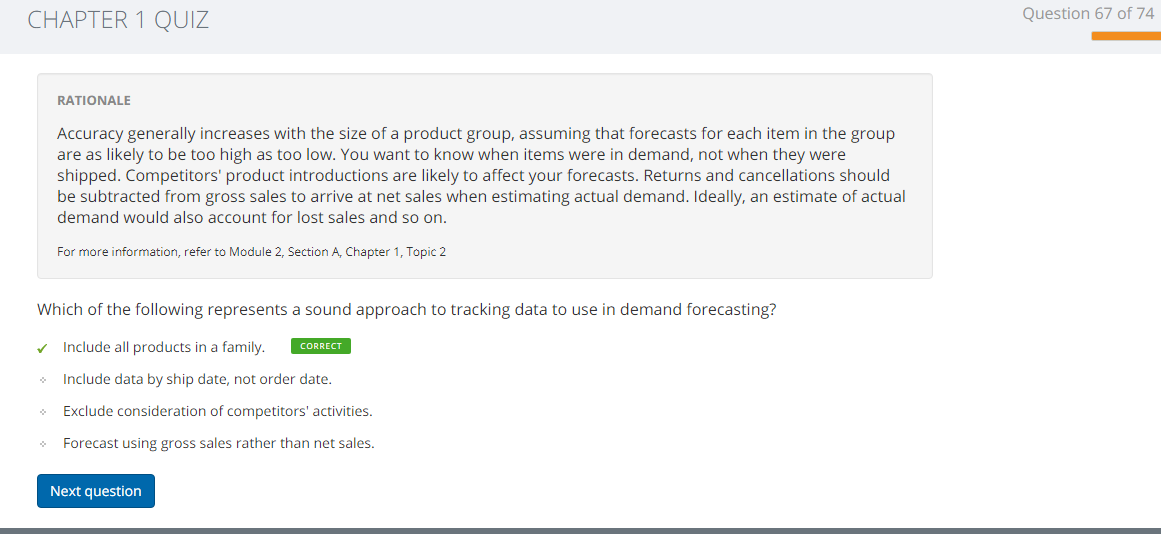 CHAPTER 1 QUIZ
Question 67 of 74
RATIONALE
Accuracy generally increases with the size of a product group, assuming that forecasts for each item in the group
are as likely to be too high as too low. You want to know when items were in demand, not when they were
shipped. Competitors' product introductions are likely to affect your forecasts. Returns and cancellations should
be subtracted from gross sales to arrive at net sales when estimating actual demand. Ideally, an estimate of actual
demand would also account for lost sales and so on.
For more information, refer to Module 2, Section A, Chapter 1, Topic 2
Which of the following represents a sound approach to tracking data to use in demand forecasting?
Include all products in a family. CORRECT
Include data by ship date, not order date.
Exclude consideration of competitors' activities.
Forecast using gross sales rather than net sales.
Next question